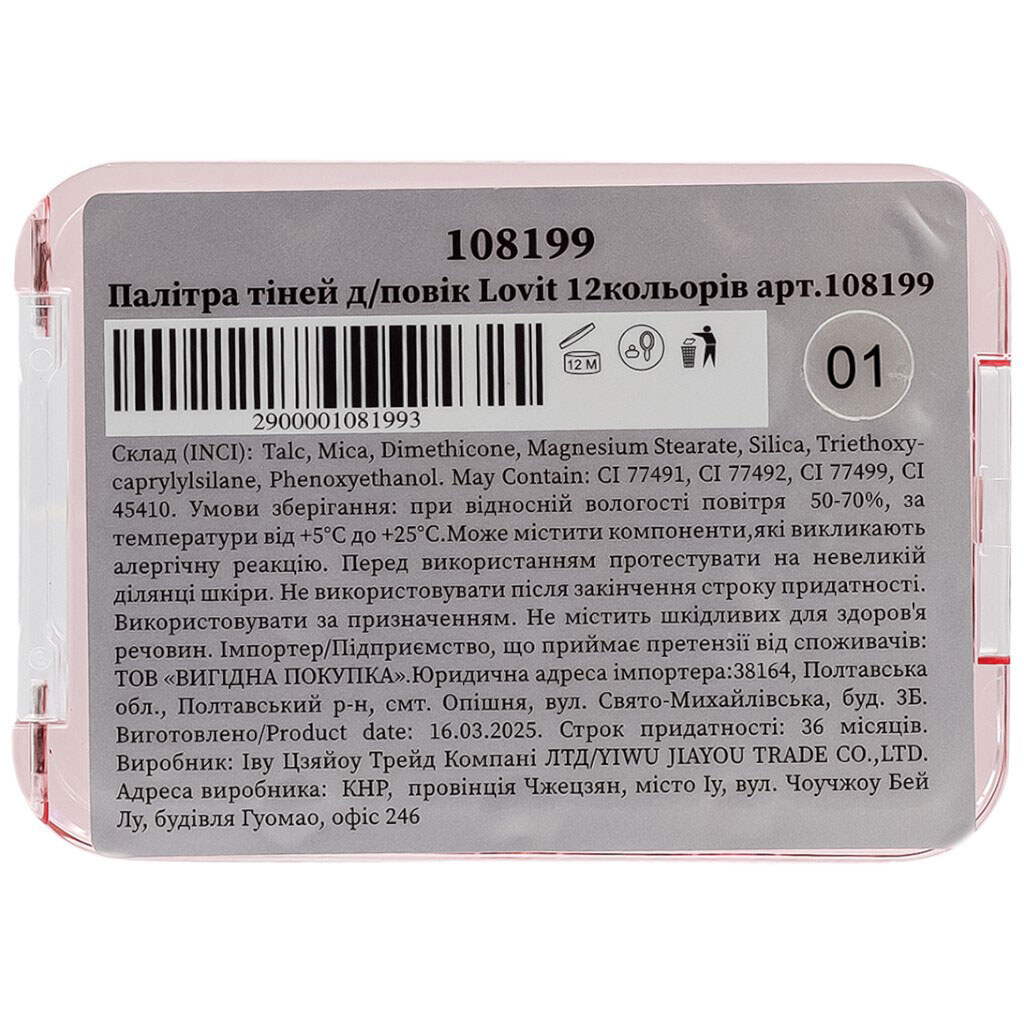 108199
Палітра тіней д/повік Lovit 12кольорів арт.108199
2900001081993
12 M
01
Склад (INCI): Talc, Mica, Dimethicone, Magnesium Stearate, Silica, Triethoxy-
caprylylsilane, Phenoxyethanol. May Contain: CI 77491, CI 77492, CI 77499, CI
45410. Умови зберігання: при відносній вологості повітря 50-70%, за
температури від +5°C до +25°C.Може містити компоненти,які викликають
алергічну реакцію. Перед використанням протестувати на невеликій
ділянці шкіри. Не використовувати після закінчення строку придатності.
Використовувати за призначенням. Не містить шкідливих для здоров'я
речовин. Імпортер/Підприємство, що приймає претензії від споживачів:
ТОВ «ВИГІДНА ПОКУПКА».Юридична адреса імпортера:38164, Полтавська
обл., Полтавський р-н, смт. Опішня, вул. Свято-Михайлівська, буд. 3Б.
Виготовлено/Product date: 16.03.2025. Строк придатності: 36 місяців.
Виробник: Іву Цзяйоу Трейд Компані ЛТД/YIWU JIAYOU TRADE CO.,LTD.
Адреса виробника: КНР, провінція Чжецзян, місто Іу, вул. Чоучжоу Бей
Лу, будівля Гуомао, офіс 246